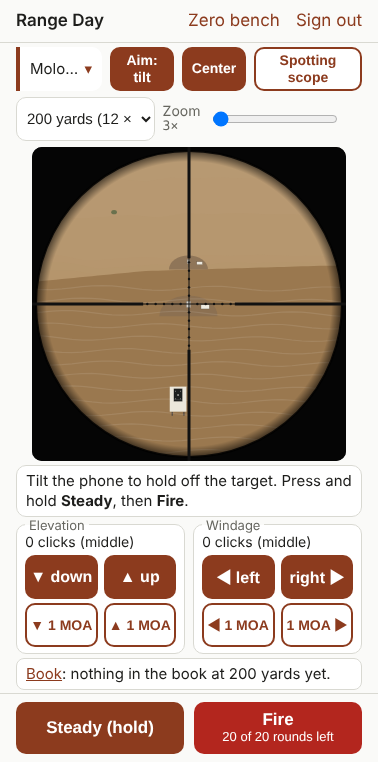 Range Day
Zero bench
Sign out
Molo... ▼
Aim:
tilt
Center
Spotting
scope
200 yards (12 ×
Zoom
3×
Tilt the phone to hold off the target. Press and
hold Steady, then Fire.
Elevation
0 clicks (middle)
▼ down
▲ up
▼ 1 MOA
▲ 1 MOA
Windage
0 clicks (middle)
◀ left
right ▶
◀ 1 MOA
1 MOA ▶
Book: nothing in the book at 200 yards yet.
Steady (hold)
Fire
20 of 20 rounds left